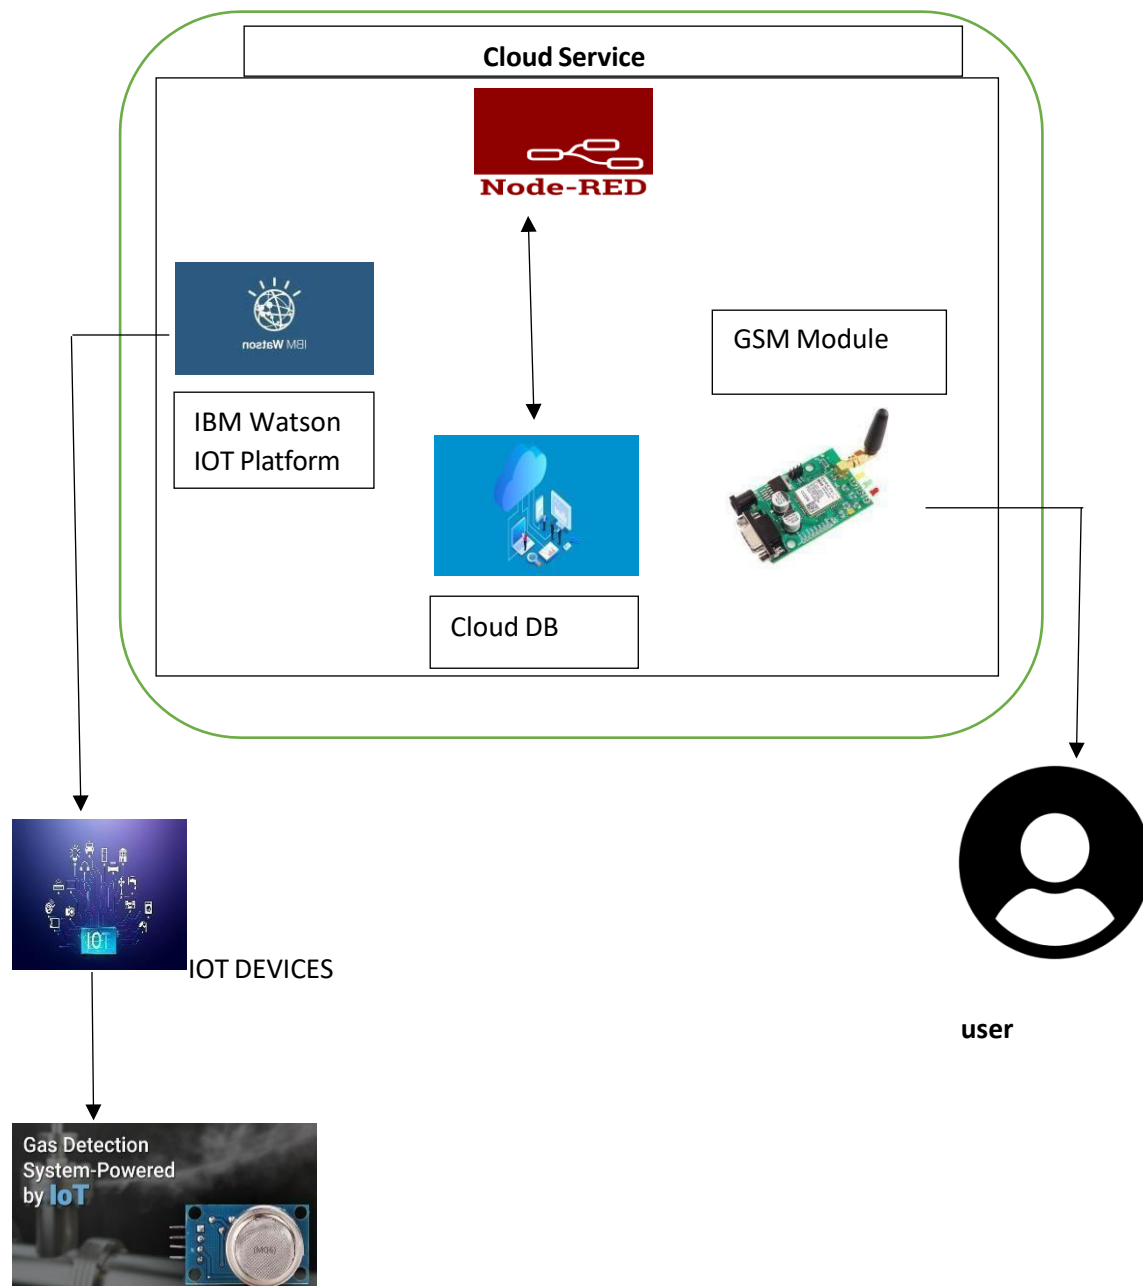 Cloud Service
Node-RED
IBM Watson
GSM Module
IBM Watson
IOT Platform
Cloud DB
IOT
IOT DEVICES
user
Gas Detection
System-Powered
by IoT
(MQ6)